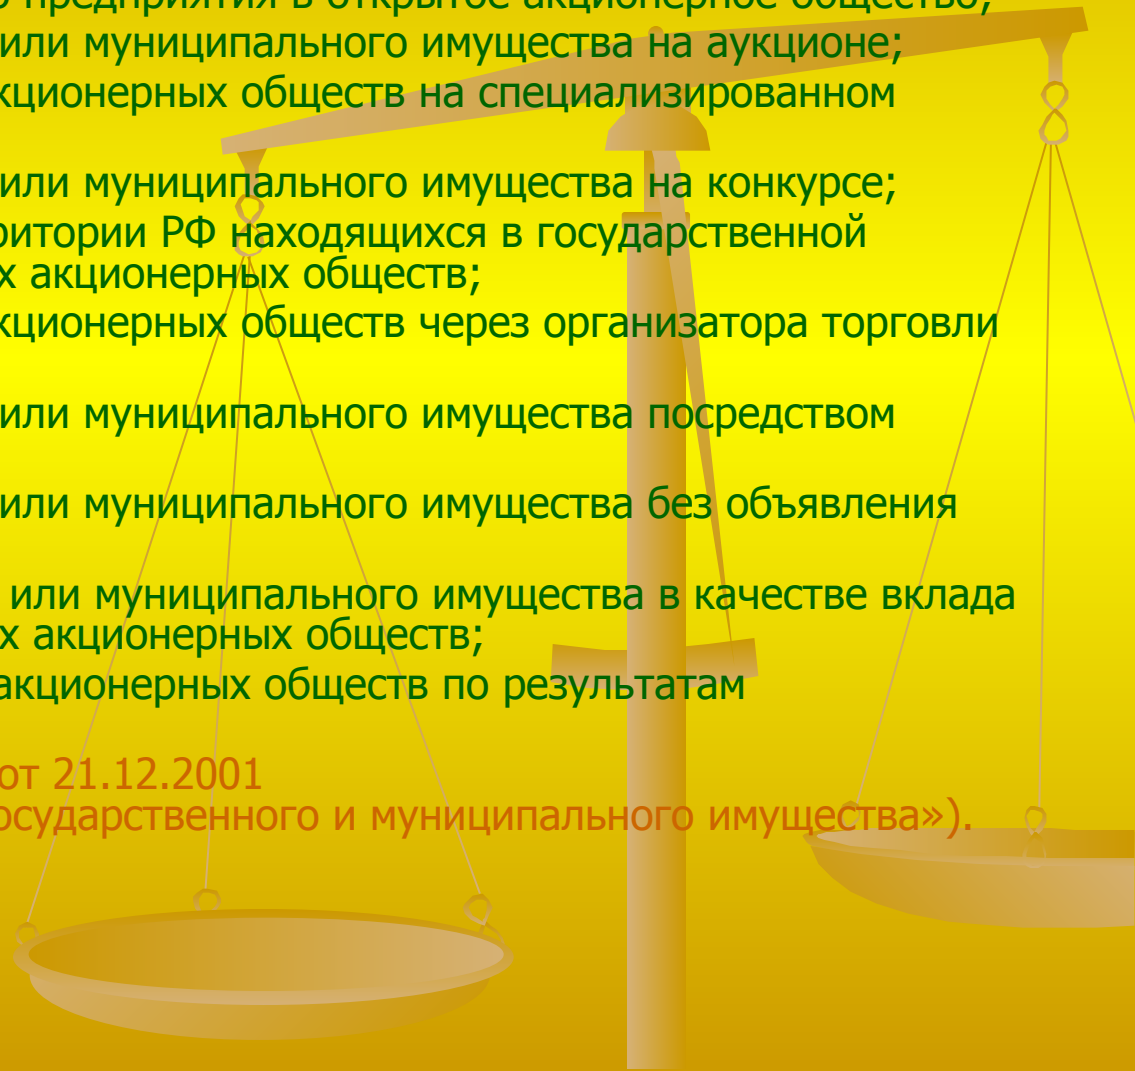 предприятия в открытое акционерное общество;
или муниципального имущества на аукционе;
кционерных обществ на специализированном
или муниципального имущества на конкурсе;
ритории РФ находящихся в государственной
х акционерных обществ;
кционерных обществ через организатора торговли
или муниципального имущества посредством
или муниципального имущества без объявления
или муниципального имущества в качестве вклада
х акционерных обществ;
акционерных обществ по результатам
от 21.12.2001
осударственного и муниципального имущества»).